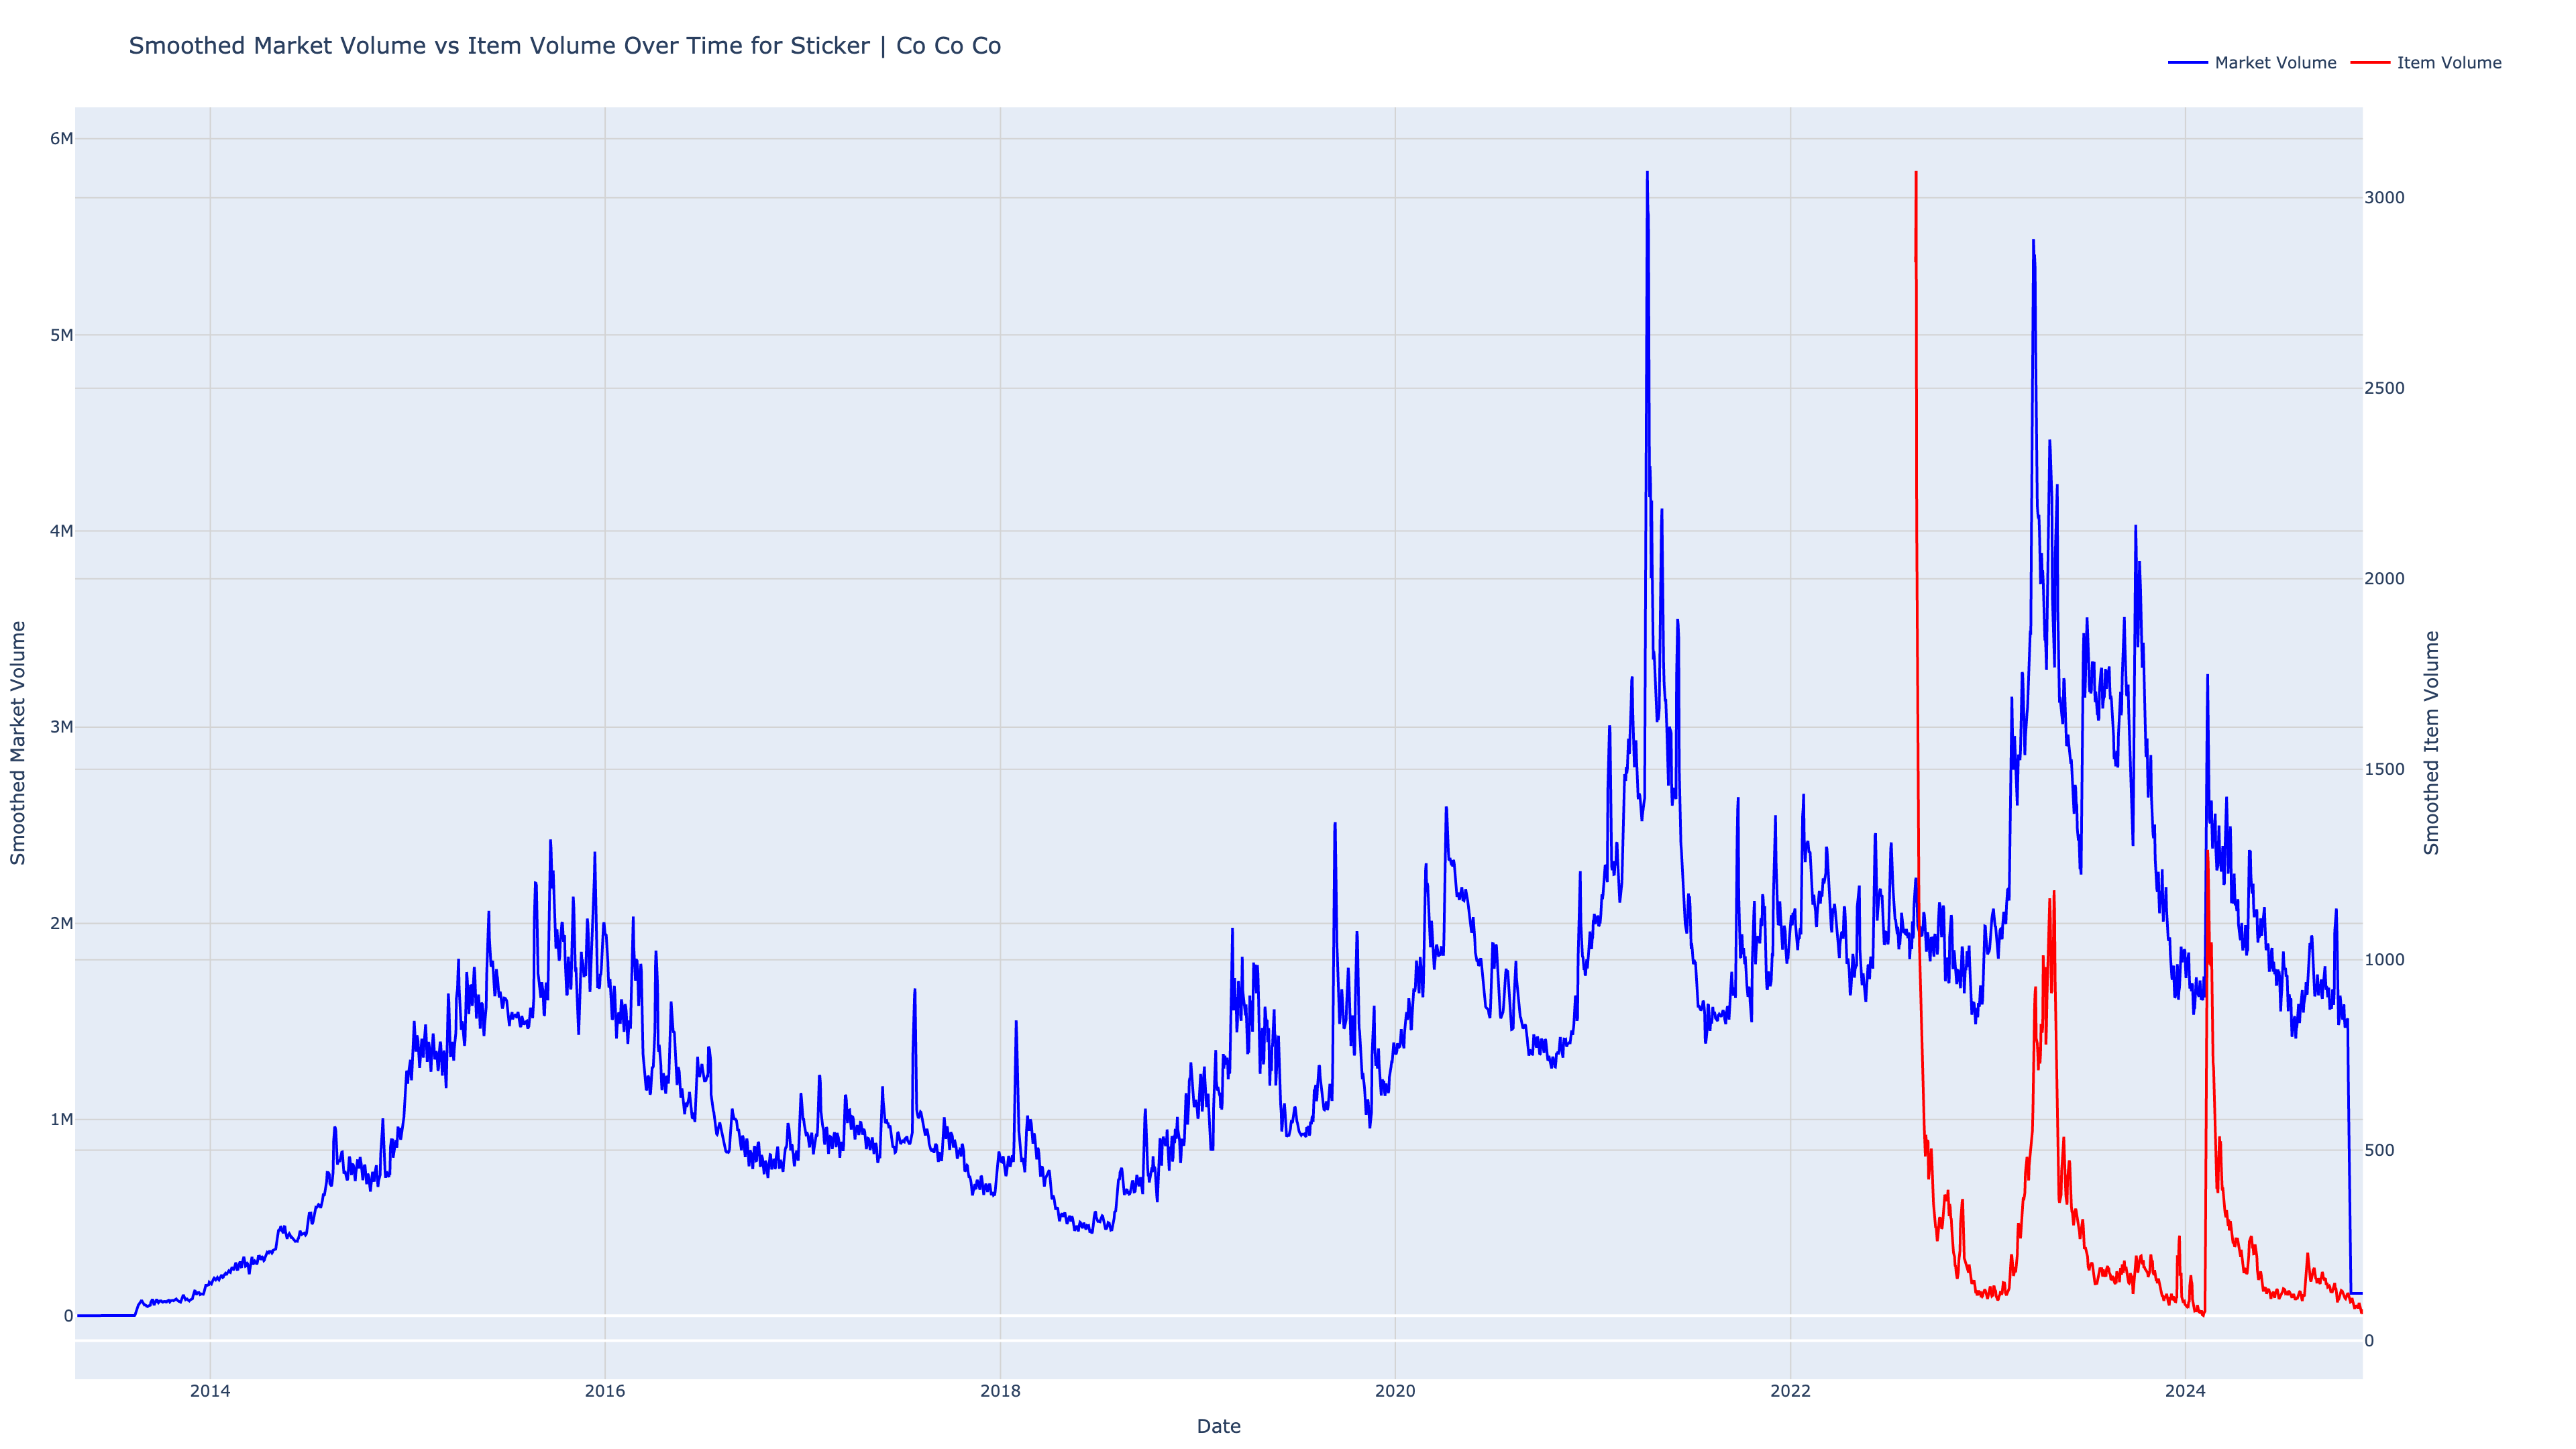 Smoothed Market Volume vs Item Volume Over Time for Sticker | Co Co Co
Market Volume
Item Volume
6M
5M
4M
3M
2M
1M
0
Smoothed Market Volume
3000
2500
2000
1500
1000
500
0
Smoothed Item Volume
2014
2016
2018
2020
2022
2024
Date